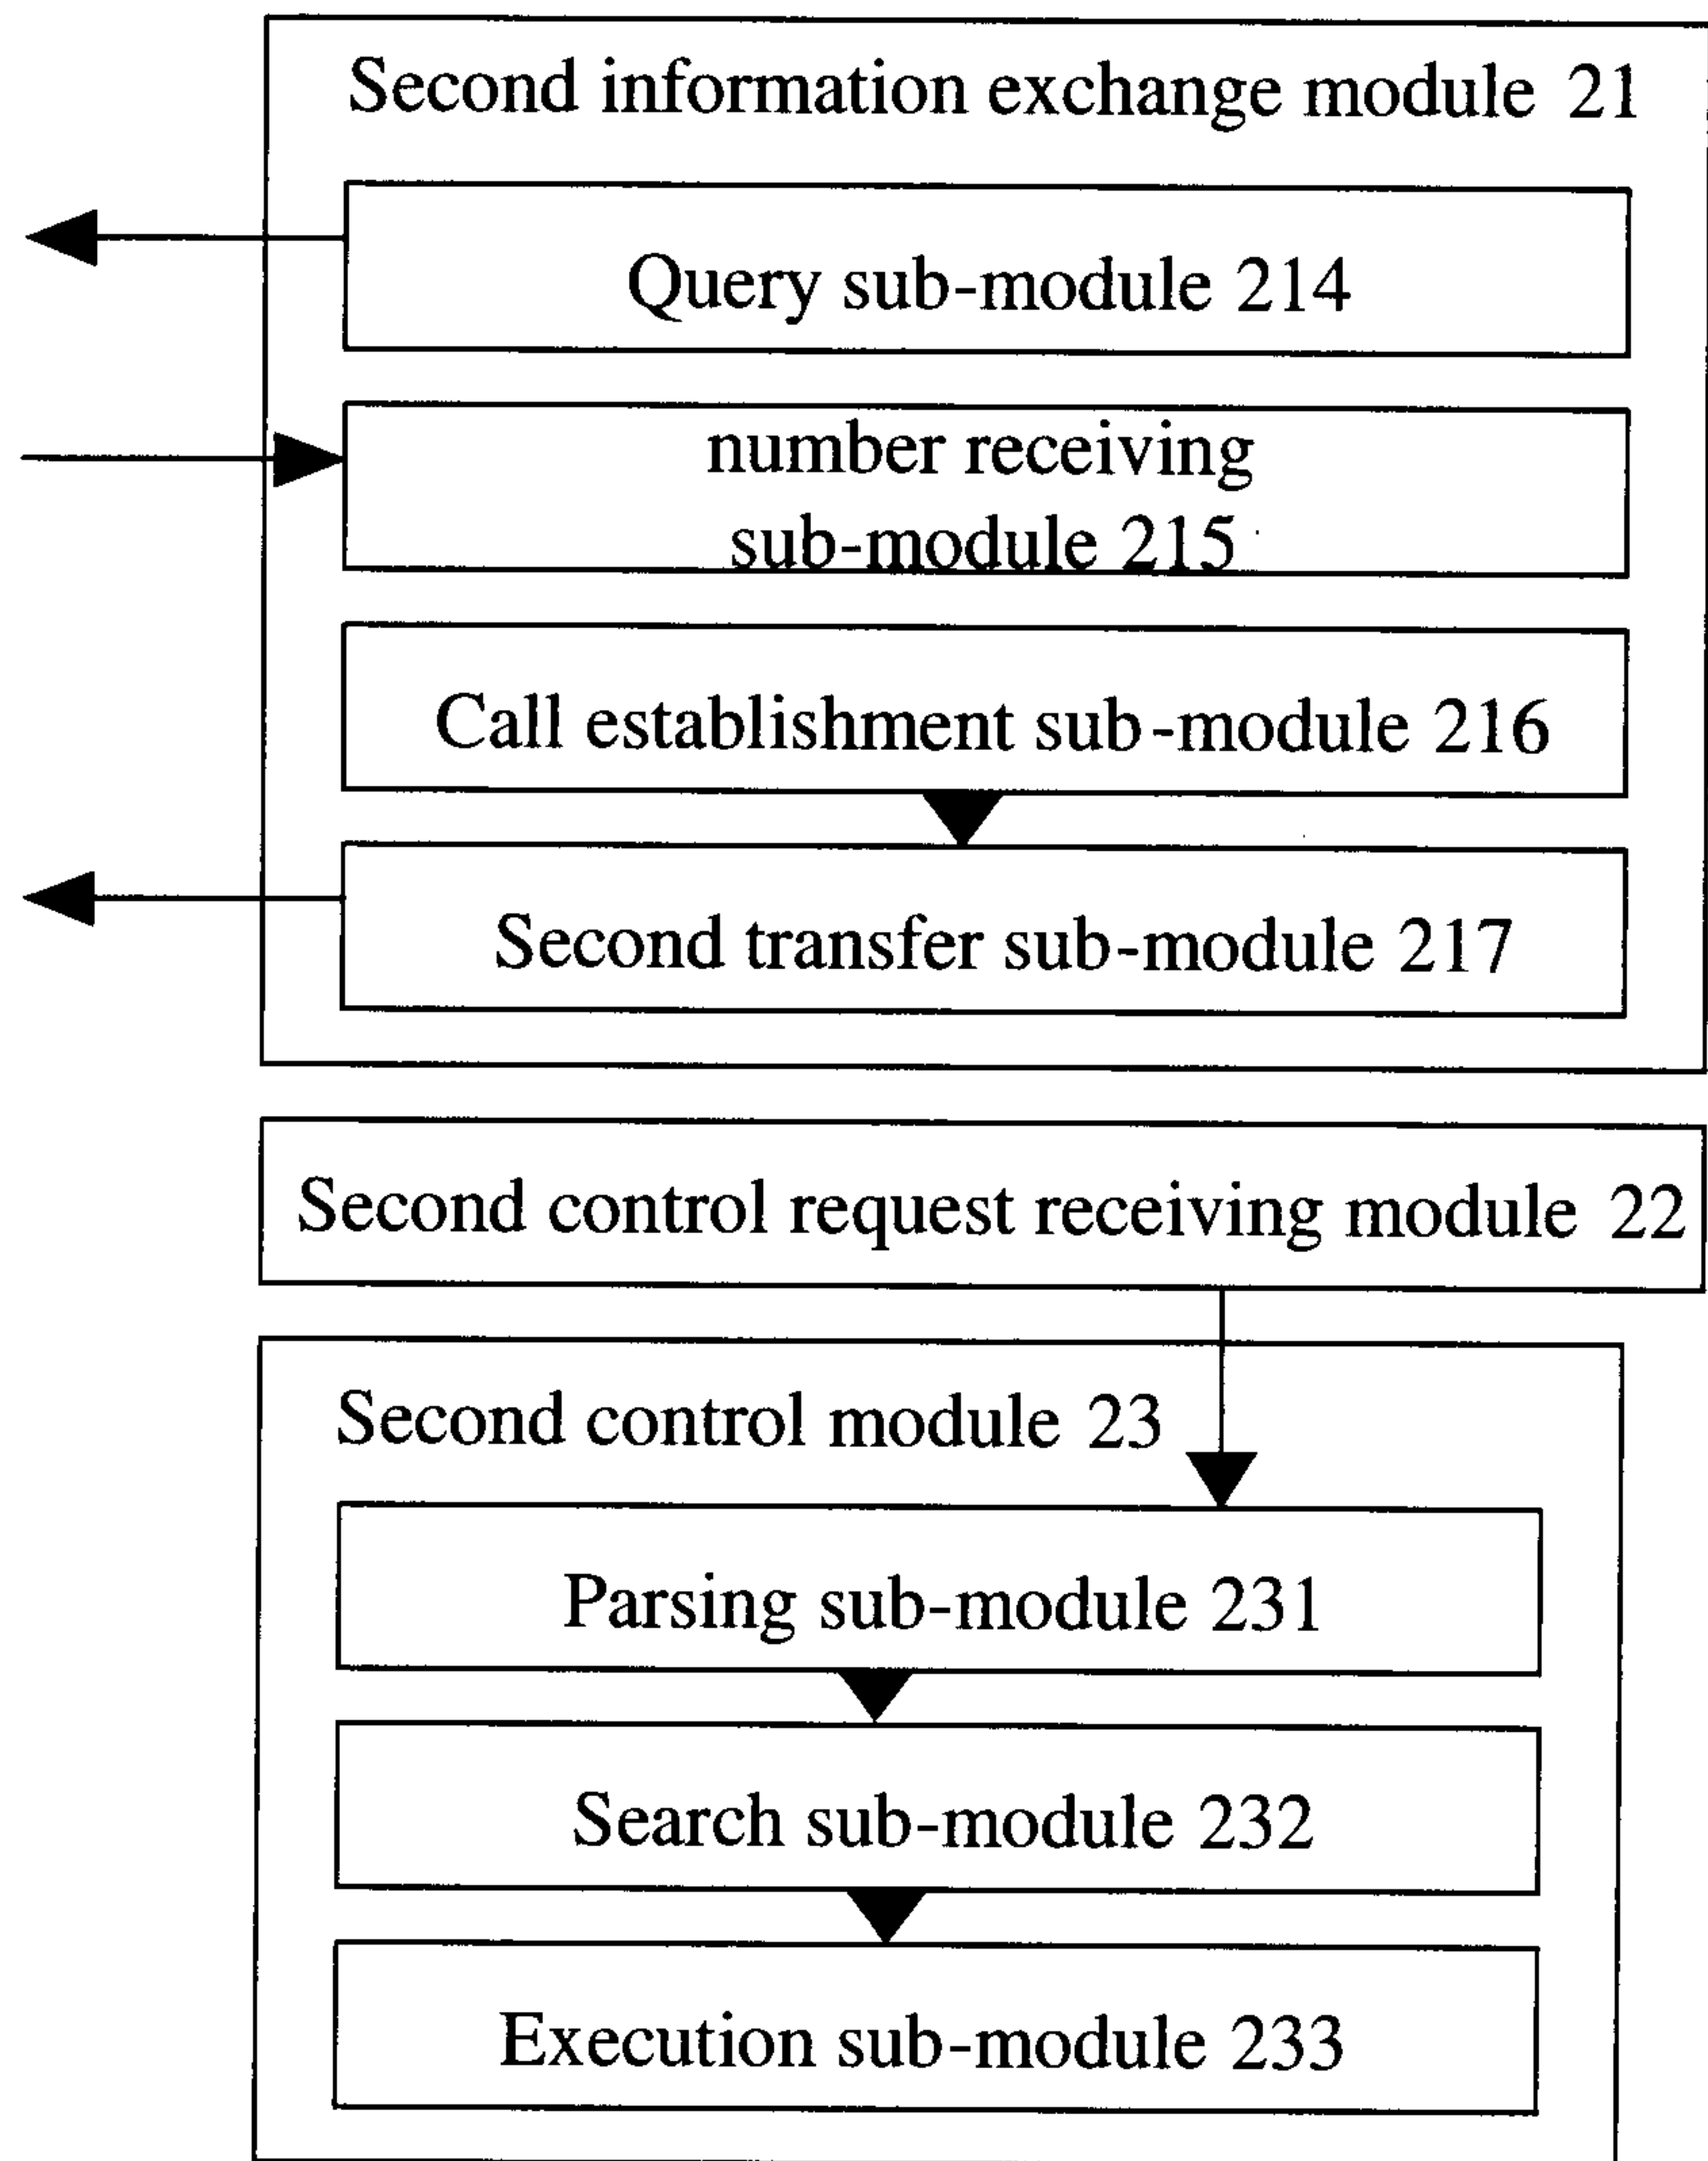 Second information exchange module 21
Query sub-module 214
number receiving
sub-module 215
Call establishment sub-module 216
Second transfer sub-module 217
Second control request receiving module 22
Second control module 23
Parsing sub-module 231
Search sub-module 232
Execution sub-module 233